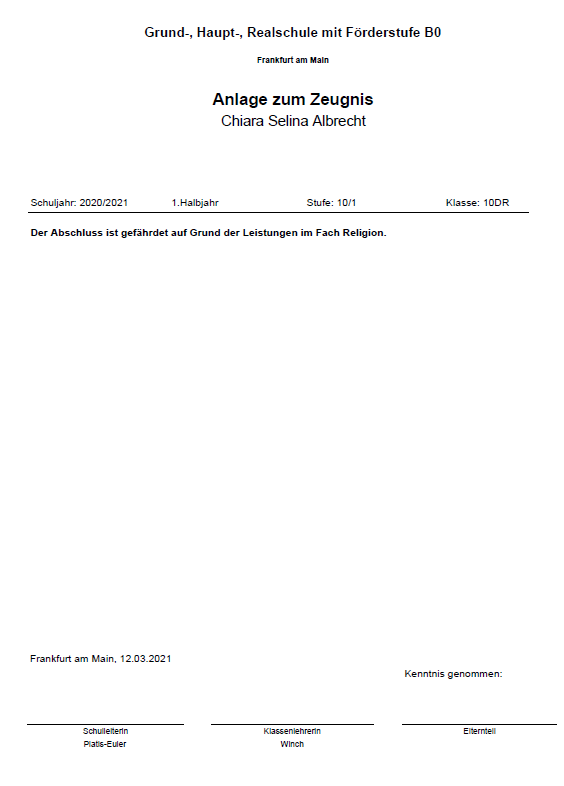 Grund-, Haupt-, Realschule mit Förderstufe B0
Frankfurt am Main
Anlage zum Zeugnis
Chiara Selina Albrecht
Schuljahr: 2020/2021 1.Halbjahr Stufe: 10/1 Klasse: 10DR
Der Abschluss ist gefährdet auf Grund der Leistungen im Fach Religion.
Frankfurt am Main, 12.03.2021
Kenntnis genommen:
Schulleiterin Klassenlehrerin Elternteil
Platis-Euler Winch